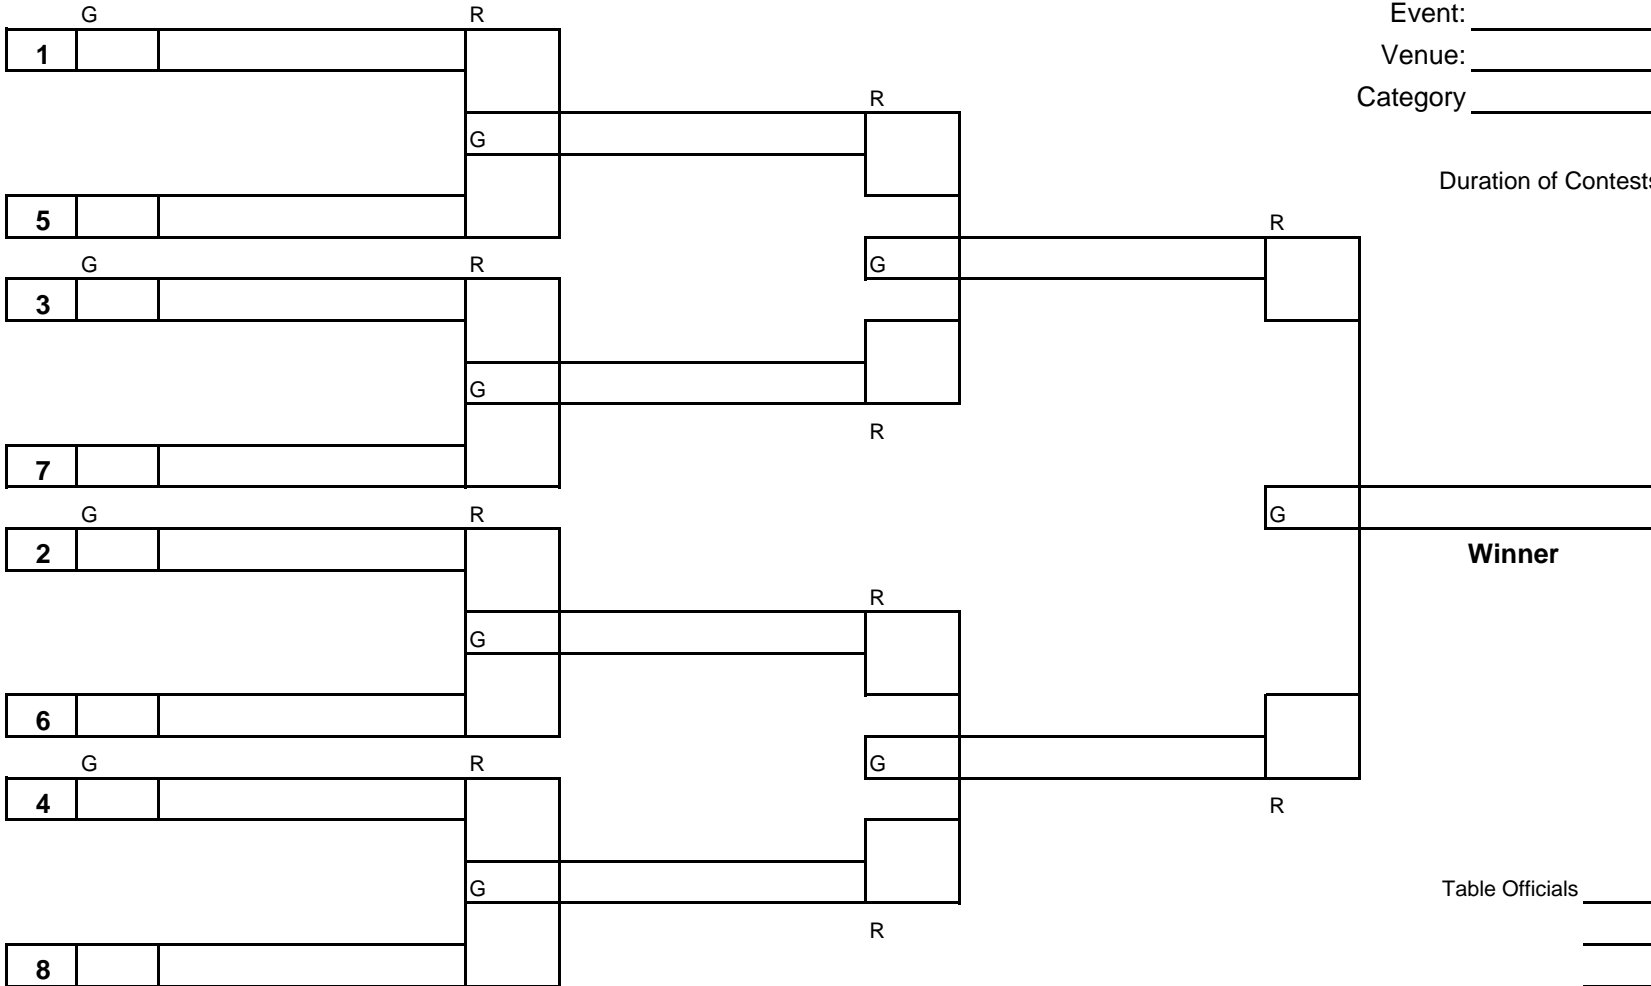 G R Event:
1 Venue:
R Category
G
Duration of Contests
5 R
G R G
3
G
R
7
G R G
2 Winner
R
G
6
G R G
4 R
G Table Officials
R
8